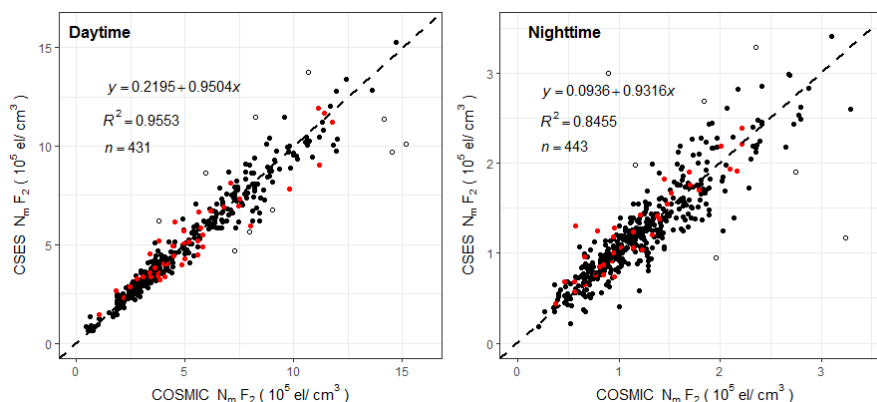 Daytime
y = 0.2195 + 0.9504x
R² = 0.9553
n = 431
15
10
5
0
CSES NmF2 ( 10⁵ el/ cm³ )
0 5 10 15
COSMIC NmF2 ( 10⁵ el/ cm³ )
Nighttime
y = 0.0936 + 0.9316x
R² = 0.8455
n = 443
3
2
1
0
CSES NmF2 ( 10⁵ el/ cm³ )
0 1 2 3
COSMIC NmF2 ( 10⁵ el/ cm³ )